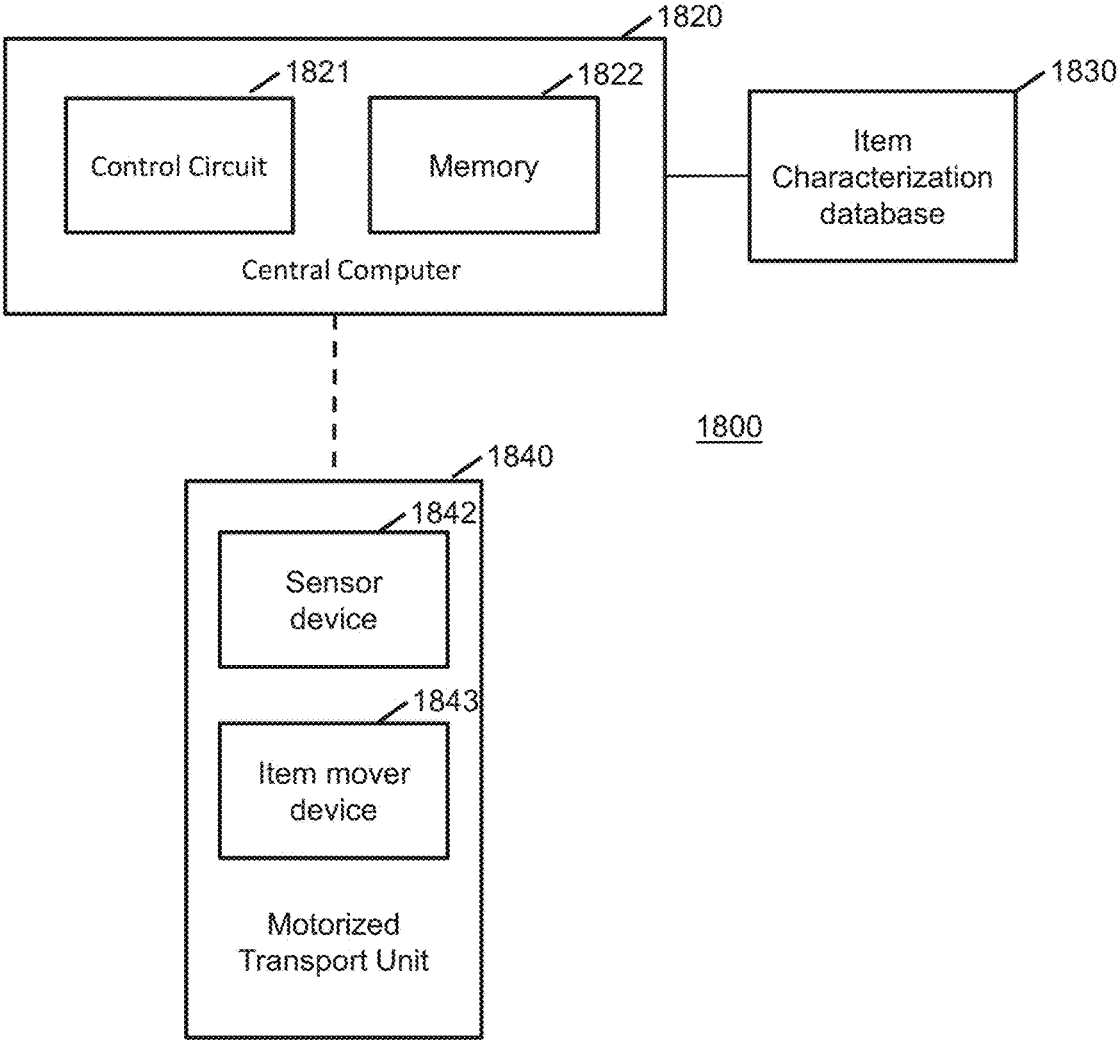 1820
1821
1822
1830
Control Circuit
Memory
Item
Characterization
database
Central Computer
1800
1840
1842
Sensor
device
1843
Item mover
device
Motorized
Transport Unit